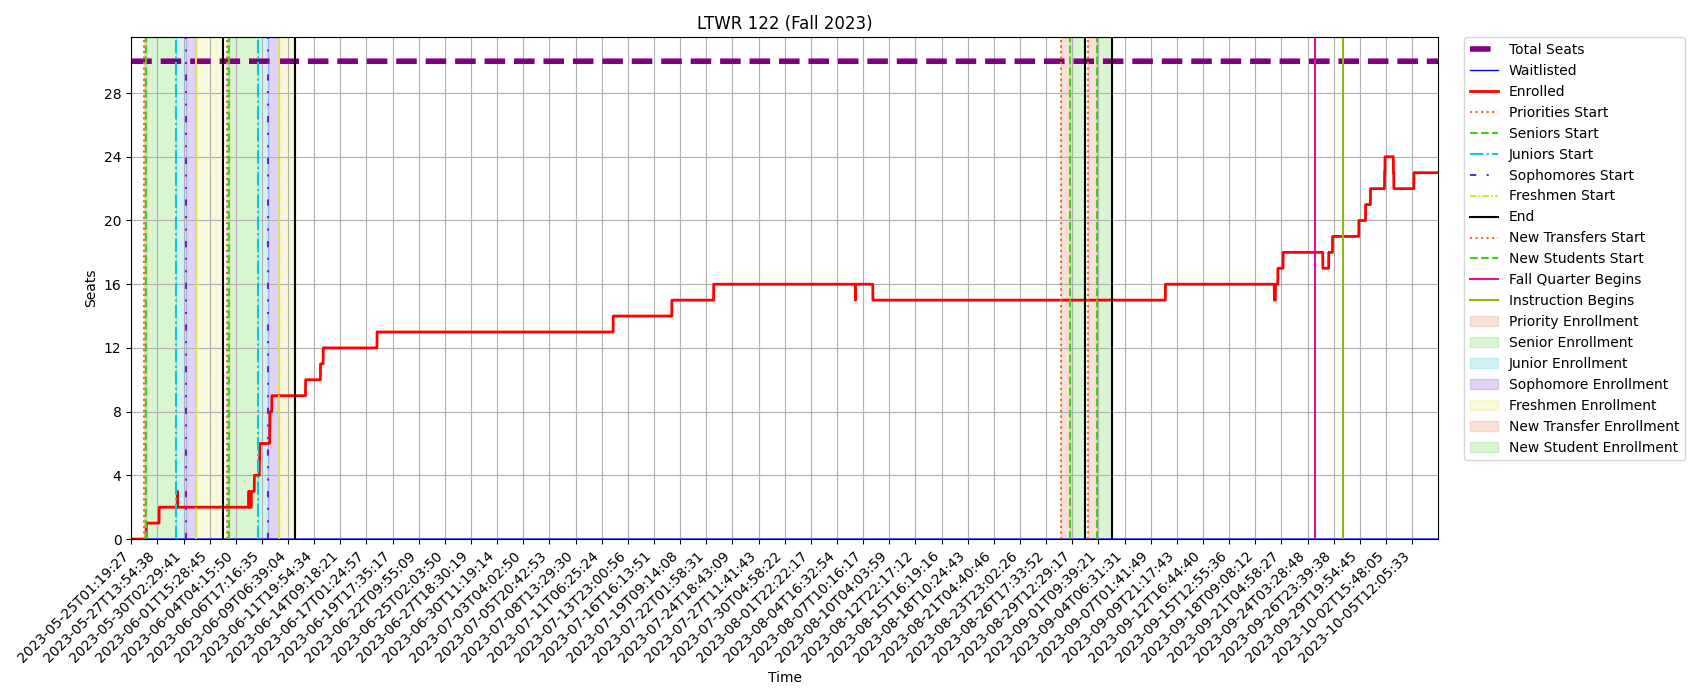 LTWR 122 (Fall 2023)
Seats
28
24
20
16
12
8
4
0
2023-05-25T01:19:27
2023-05-27T13:54:38
2023-05-30T02:29:41
2023-06-01T15:28:45
2023-06-04T04:15:50
2023-06-06T17:16:35
2023-06-09T06:39:04
2023-06-11T19:54:34
2023-06-14T09:18:21
2023-06-17T01:24:57
2023-06-19T17:35:17
2023-06-22T09:55:09
2023-06-25T02:03:50
2023-06-27T18:30:19
2023-06-30T11:19:14
2023-07-03T04:02:50
2023-07-05T20:42:53
2023-07-08T13:29:30
2023-07-11T06:25:24
2023-07-13T23:00:56
2023-07-16T16:13:51
2023-07-19T09:14:08
2023-07-22T01:58:31
2023-07-24T18:43:09
2023-07-27T11:41:43
2023-07-30T04:58:22
2023-08-01T22:22:17
2023-08-04T16:32:54
2023-08-07T10:16:17
2023-08-10T04:03:59
2023-08-12T22:17:12
2023-08-15T16:19:16
2023-08-18T10:24:43
2023-08-21T04:40:46
2023-08-23T23:02:26
2023-08-26T17:33:52
2023-08-29T12:29:17
2023-09-01T09:39:21
2023-09-04T06:31:31
2023-09-07T01:41:49
2023-09-09T21:17:43
2023-09-12T16:44:40
2023-09-15T12:55:36
2023-09-18T09:08:12
2023-09-21T04:58:27
2023-09-24T03:28:48
2023-09-26T23:39:38
2023-09-29T19:54:45
2023-10-02T15:48:05
2023-10-05T12:05:33
Time
Total Seats
Waitlisted
Enrolled
Priorities Start
Seniors Start
Juniors Start
Sophomores Start
Freshmen Start
End
New Transfers Start
New Students Start
Fall Quarter Begins
Instruction Begins
Priority Enrollment
Senior Enrollment
Junior Enrollment
Sophomore Enrollment
Freshmen Enrollment
New Transfer Enrollment
New Student Enrollment